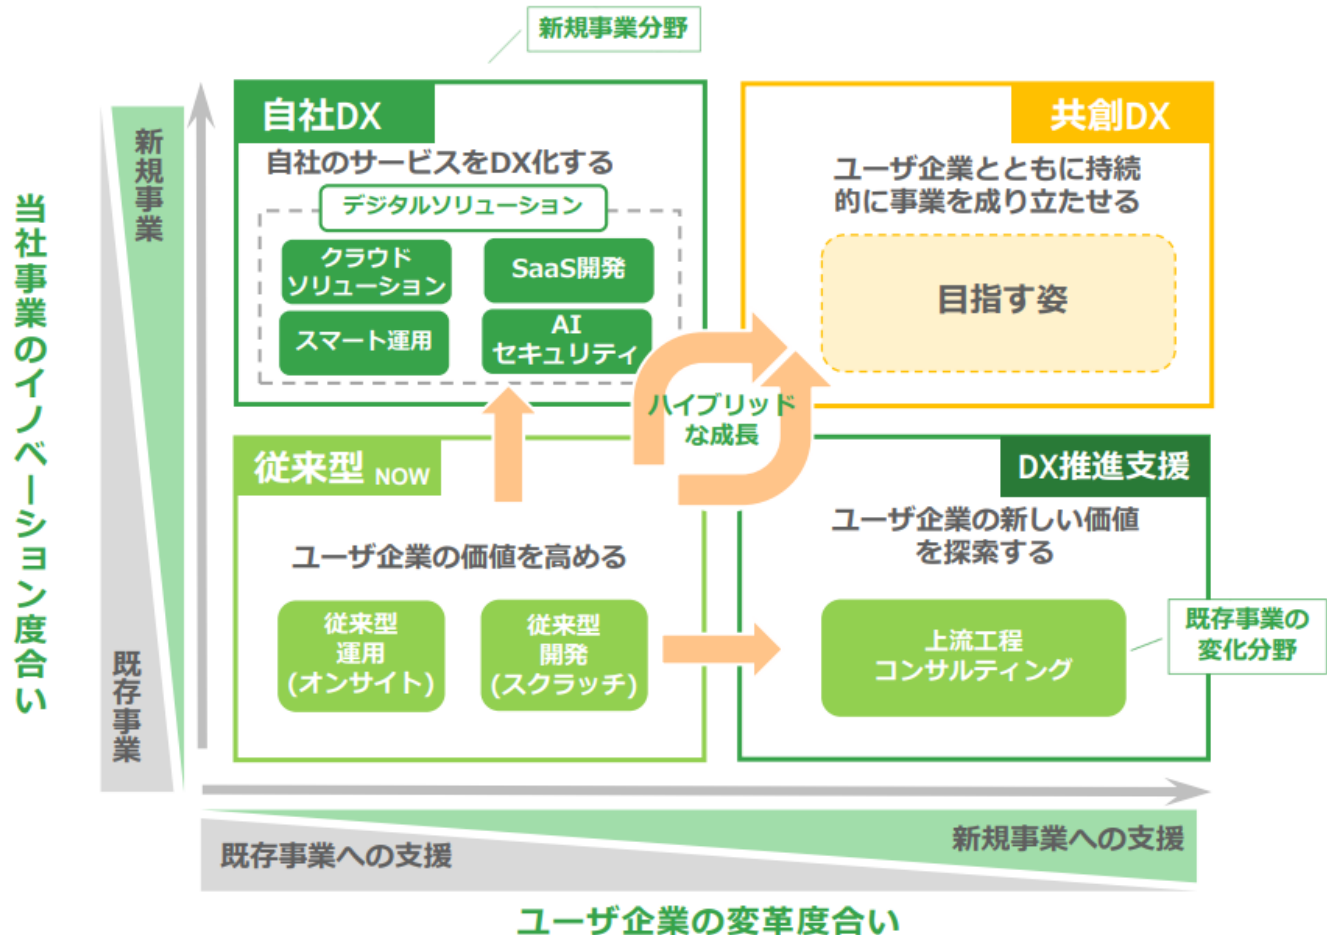 新規事業分野
自社DX
自社のサービスをDX化する
デジタルソリューション
クラウド
ソリューション
SaaS開発
スマート運用
AI
セキュリティ
共創DX
ユーザ企業とともに持続
的に事業を成り立たせる
目指す姿
ハイブリッド
な成長
従来型 NOW
ユーザ企業の価値を高める
従来型
運用
(オンサイト)
従来型
開発
(スクラッチ)
DX推進支援
ユーザ企業の新しい価値
を探索する
上流工程
コンサルティング
既存事業の
変化分野
当社事業のイノベーション度合い
新規事業
既存事業
既存事業への支援
新規事業への支援
ユーザ企業の変革度合い